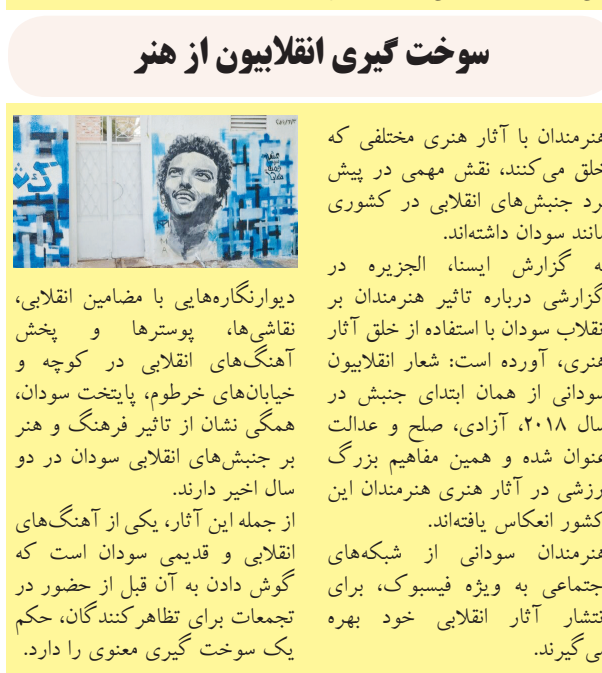 سوخت گیری انقلابیون از هنر
هنرمندان با آثار هنری مختلفی که
خلق می‌کنند، نقش مهمی در پیش
برد جنبش‌های انقلابی در کشوری
مانند سودان داشته‌اند.
به گزارش ایسنا، الجزیره در
گزارشی درباره تاثیر هنرمندان بر
انقلاب سودان با استفاده از خلق آثار
هنری، آورده است: شعار انقلابیون
سودانی از همان ابتدای جنبش در
سال ۲۰۱۸، آزادی، صلح و عدالت
عنوان شده و همین مفاهیم بزرگ
ارزشی در آثار هنری هنرمندان این
کشور انعکاس یافته‌اند.
هنرمندان سودانی از شبکه‌های
اجتماعی به ویژه فیسبوک، برای
انتشار آثار انقلابی خود بهره
می‌گیرند.
دیوارنگاره‌هایی با مضامین انقلابی،
نقاشی‌ها، پوسترها و پخش
آهنگ‌های انقلابی در کوچه و
خیابان‌های خرطوم، پایتخت سودان،
همگی نشان از تاثیر فرهنگ و هنر
بر جنبش‌های انقلابی سودان در دو
سال اخیر دارند.
از جمله این آثار، یکی از آهنگ‌های
انقلابی و قدیمی سودان است که
گوش دادن به آن قبل از حضور در
تجمعات برای تظاهرکنندگان، حکم
یک سوخت گیری معنوی را دارد.